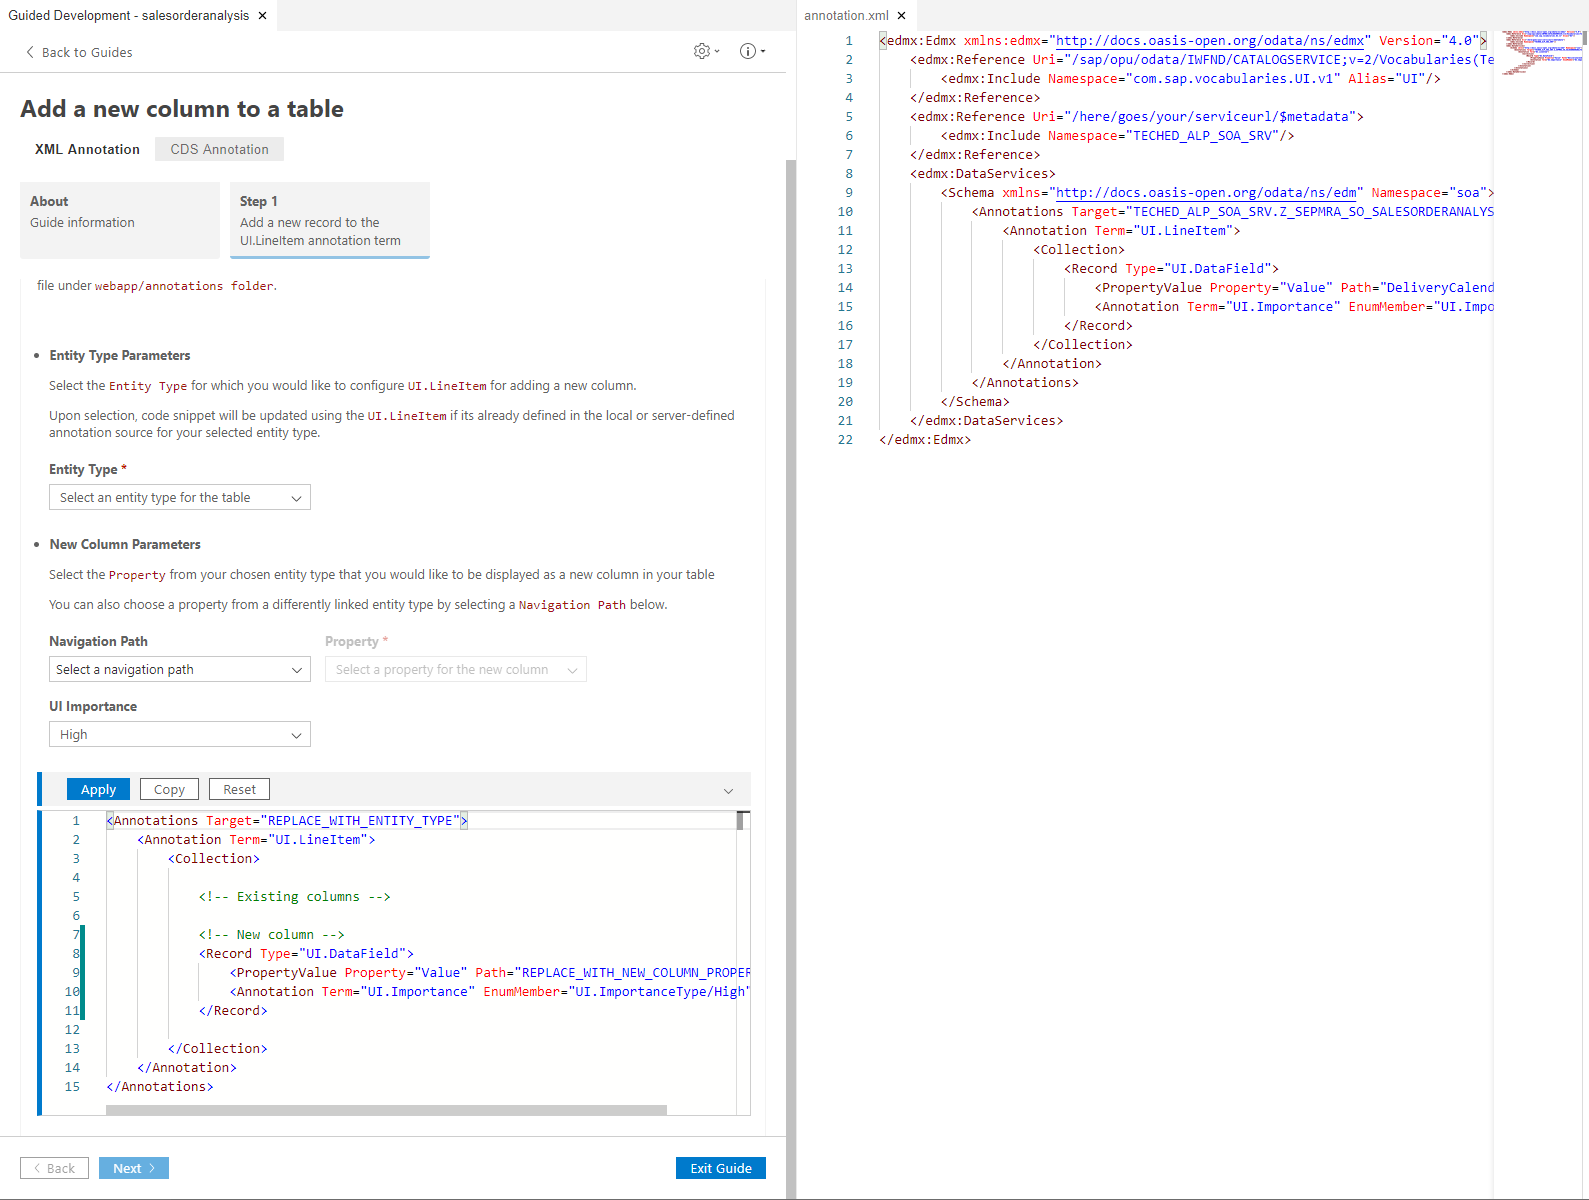 Guided Development - salesorderanalysis ×
Back to Guides
Add a new column to a table
XML Annotation CDS Annotation
About
Guide information
Step 1
Add a new record to the
UI.LineItem annotation term
file under webapp/annotations folder.
Entity Type Parameters
Select the Entity Type for which you would like to configure UI.LineItem for adding a new column.
Upon selection, code snippet will be updated using the UI.LineItem if its already defined in the local or server-defined
annotation source for your selected entity type.
Entity Type *
Select an entity type for the table
New Column Parameters
Select the Property from your chosen entity type that you would like to be displayed as a new column in your table
You can also choose a property from a differently linked entity type by selecting a Navigation Path below.
Navigation Path Property *
Select a navigation path Select a property for the new column
UI Importance
High
Apply Copy Reset
1 <Annotations Target="REPLACE_WITH_ENTITY_TYPE">
2 <Annotation Term="UI.LineItem">
3 <Collection>
4
5 <!-- Existing columns -->
6
7 <!-- New column -->
8 <Record Type="UI.DataField">
9 <PropertyValue Property="Value" Path="REPLACE_WITH_NEW_COLUMN_PROPER
10 <Annotation Term="UI.Importance" EnumMember="UI.ImportanceType/High"
11 </Record>
12
13 </Collection>
14 </Annotation>
15 </Annotations>
Back Next Exit Guide
annotation.xml ×
1 <edmx:Edmx xmlns:edmx="http://docs.oasis-open.org/odata/ns/edmx" Version="4.0">
2 <edmx:Reference Uri="/sap/opu/odata/IWFND/CATALOGSERVICE;v=2/Vocabularies(Te
3 <edmx:Include Namespace="com.sap.vocabularies.UI.v1" Alias="UI"/>
4 </edmx:Reference>
5 <edmx:Reference Uri="/here/goes/your/serviceurl/$metadata">
6 <edmx:Include Namespace="TECHED_ALP_SOA_SRV"/>
7 </edmx:Reference>
8 <edmx:DataServices>
9 <Schema xmlns="http://docs.oasis-open.org/odata/ns/edm" Namespace="soa">
10 <Annotations Target="TECHED_ALP_SOA_SRV.Z_SEPMRA_SO_SALESORDERANALYS
11 <Annotation Term="UI.LineItem">
12 <Collection>
13 <Record Type="UI.DataField">
14 <PropertyValue Property="Value" Path="DeliveryCalend
15 <Annotation Term="UI.Importance" EnumMember="UI.Impo
16 </Record>
17 </Collection>
18 </Annotation>
19 </Annotations>
20 </Schema>
21 </edmx:DataServices>
22 </edmx:Edmx>